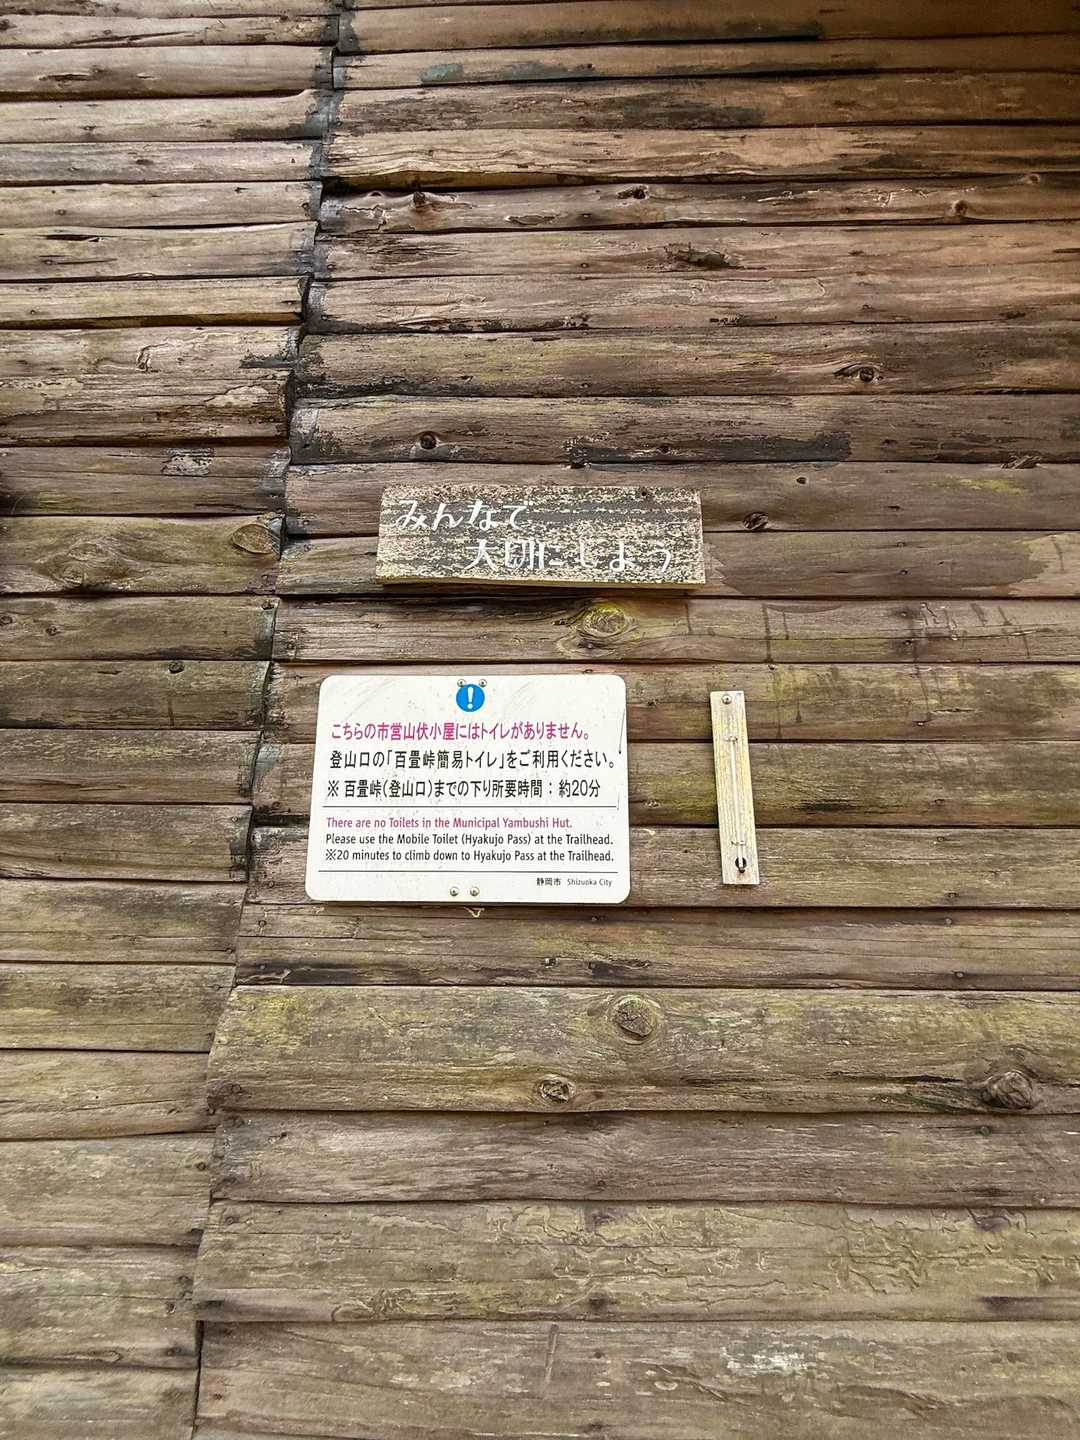 みんなで
大切にしよう
こちらの市営山伏小屋にはトイレがありません。
登山口の「百畳峠簡易トイレ」をご利用ください。
※ 百畳峠(登山口)までの下り所要時間：約20分
There are no Toilets in the Municipal Yambushi Hut.
Please use the Mobile Toilet (Hyakujo Pass) at the Trailhead.
※20 minutes to climb down to Hyakujo Pass at the Trailhead.
静岡市 Shizuoka City